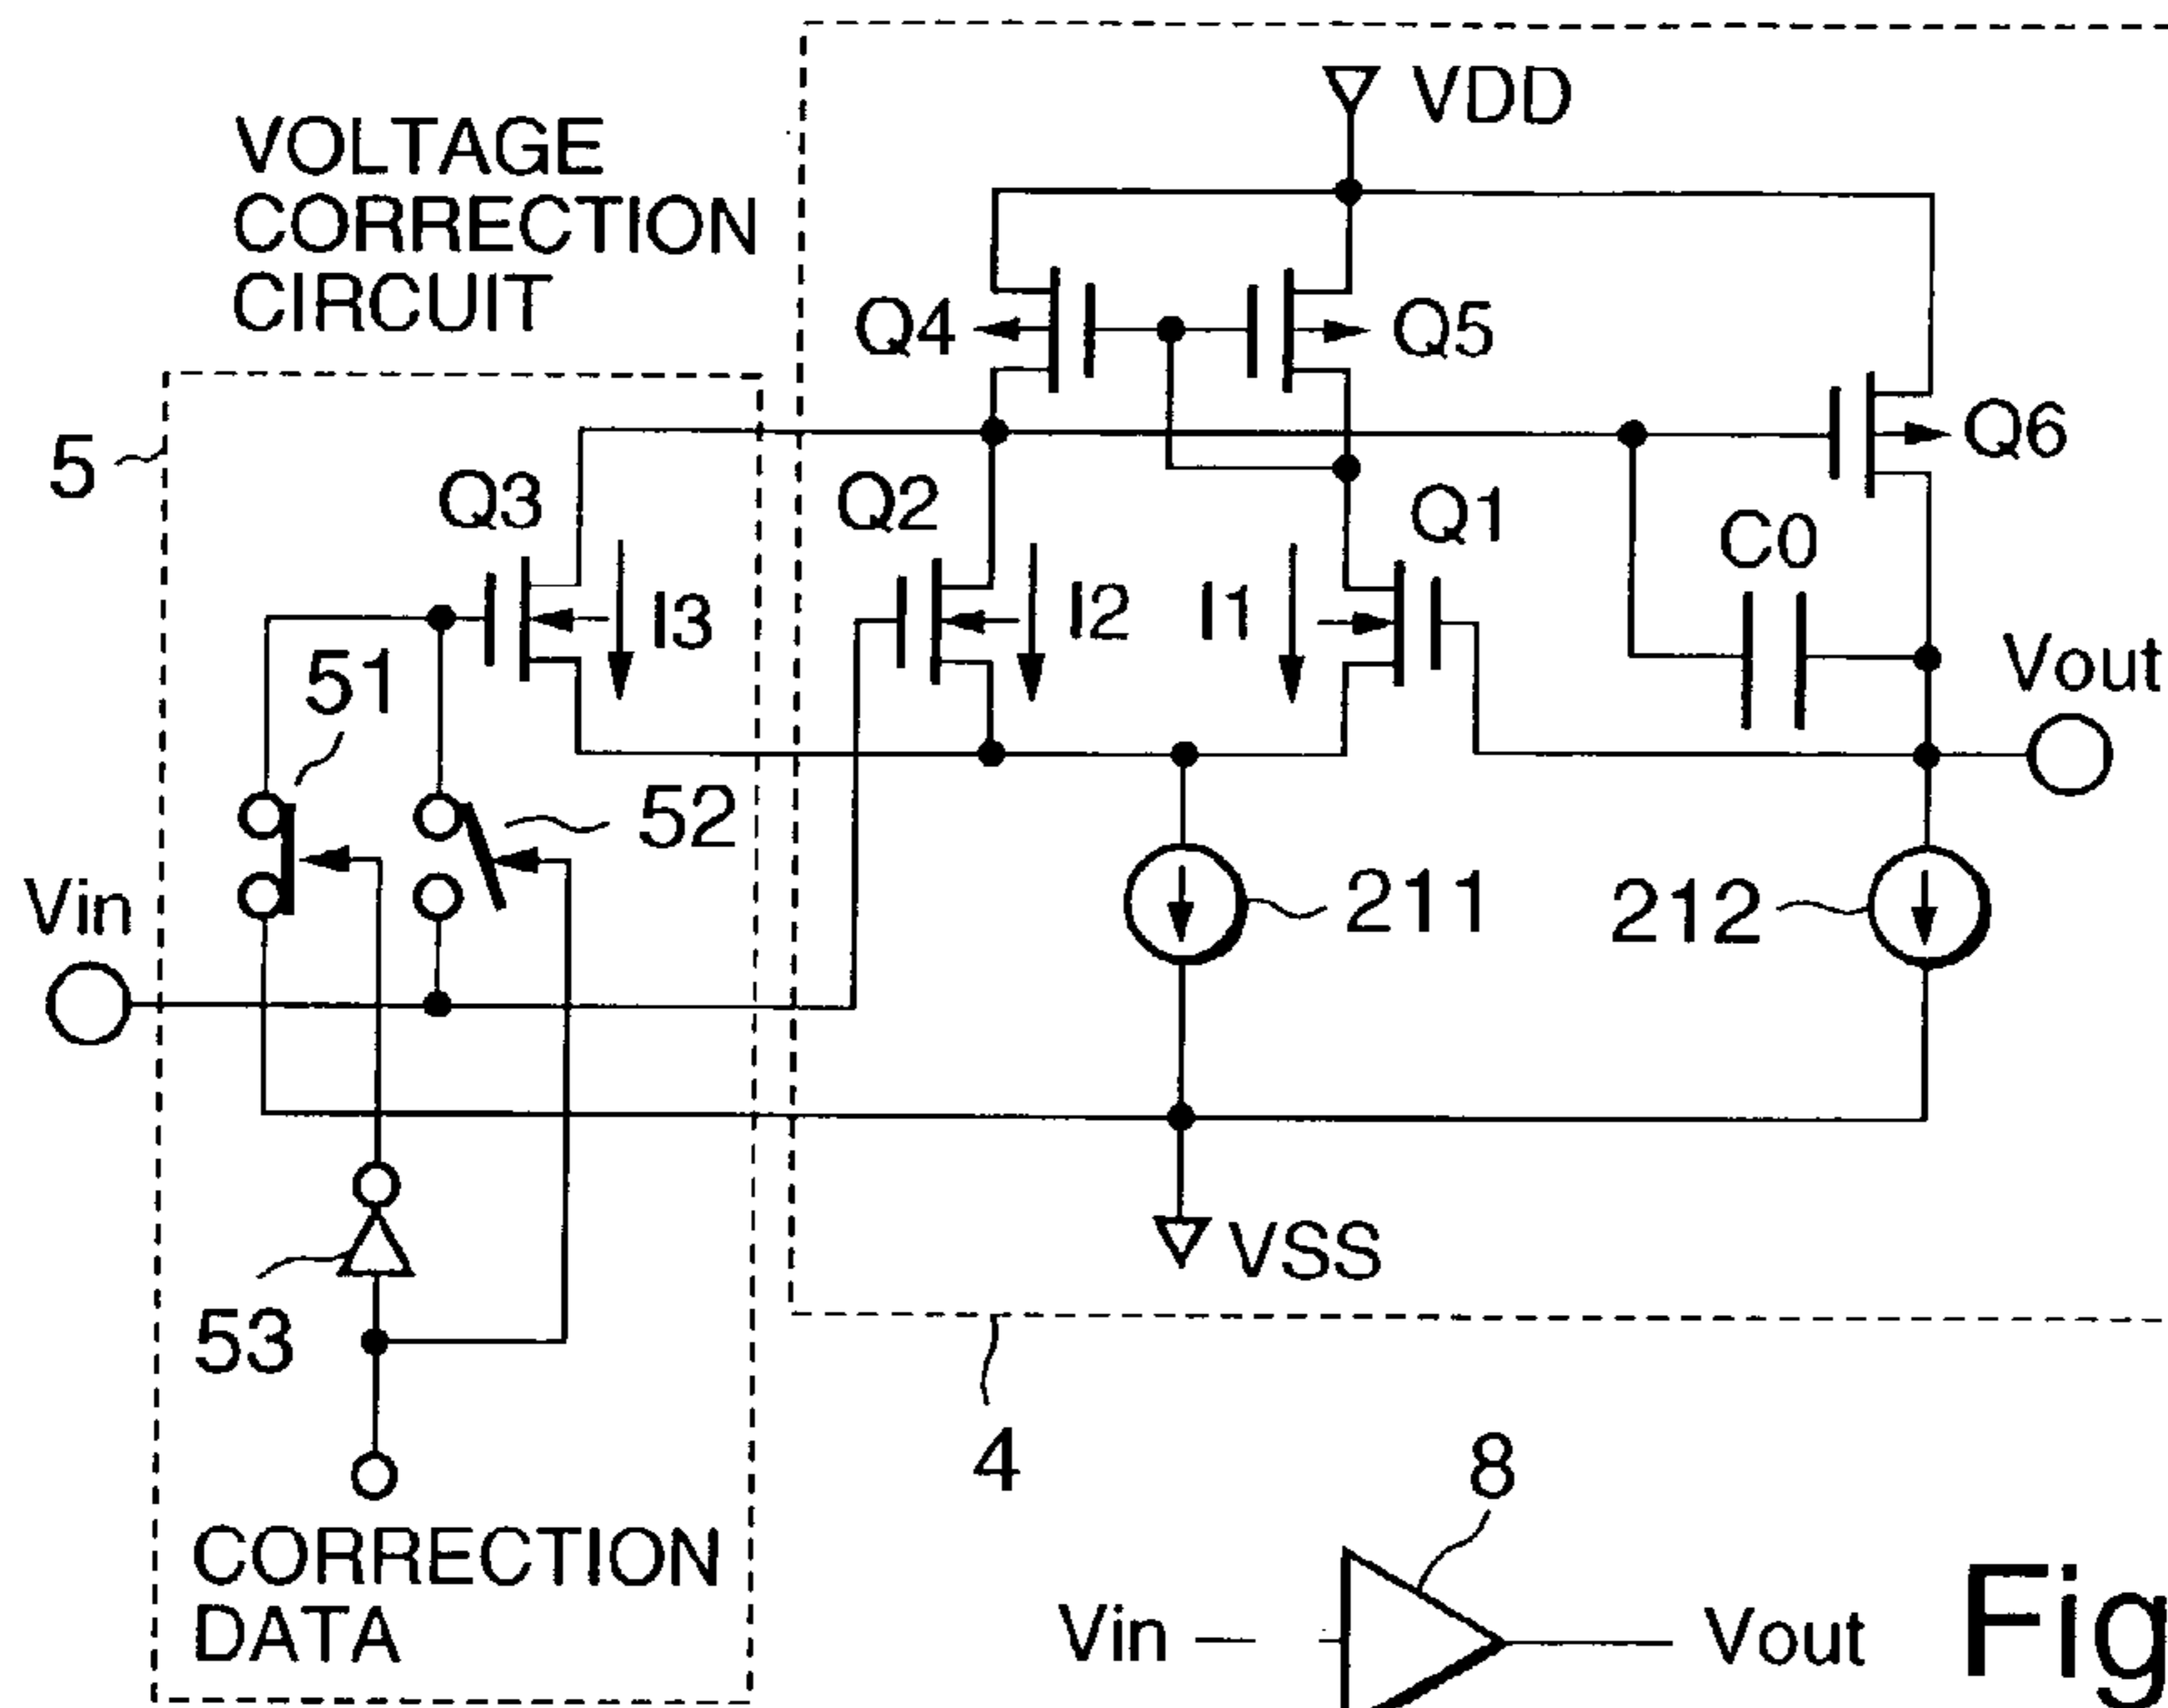 VDD
VOLTAGE
CORRECTION
CIRCUIT
Q4
Q5
5
Q6
Q3
Q2
Q1
C0
I3
I2
I1
51
Vout
52
Vin
211
212
VSS
53
4
8
CORRECTION
DATA
Vin
Vout
Fig